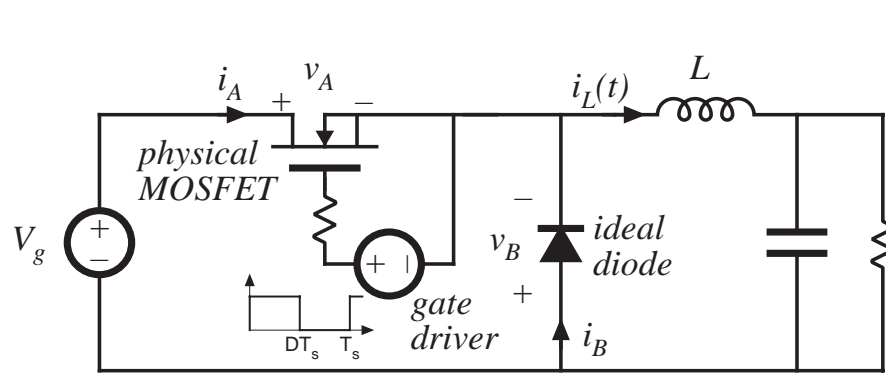 i_A
v_A
+ −
i_L(t)
L
physical
MOSFET
V_g
+
−
+ −
gate
driver
DT_s T_s
−
v_B
+
ideal
diode
i_B